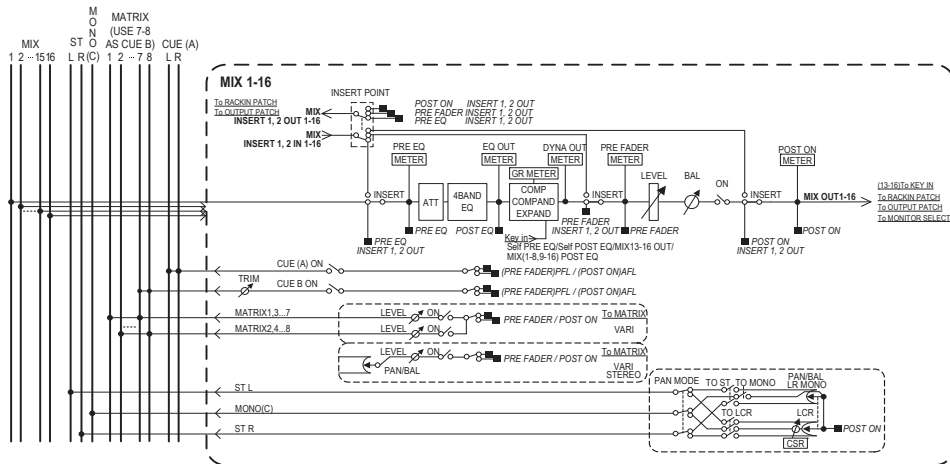 M
O
N
O
(C)
MATRIX
(USE 7-8
AS CUE B)
MIX
ST
CUE (A)
1 2 ··· 15 16
L R
1 2 ··· 7 8
L R
MIX 1-16
INSERT POINT
To RACKIN PATCH
To OUTPUT PATCH
MIX
INSERT 1, 2 OUT 1-16
MIX
INSERT 1, 2 IN 1-16
POST ON INSERT 1, 2 OUT
PRE FADER INSERT 1, 2 OUT
PRE EQ INSERT 1, 2 OUT
PRE EQ
METER
EQ OUT
METER
DYNA OUT
METER
GR METER
PRE FADER
METER
POST ON
METER
LEVEL
BAL
ON
INSERT
ATT
4BAND
EQ
COMP
COMPAND
EXPAND
INSERT
INSERT
MIX OUT1-16
(13-16)To KEY IN
To RACKIN PATCH
To OUTPUT PATCH
To MONITOR SELECT
PRE EQ
INSERT 1, 2 OUT
PRE EQ
POST EQ
PRE FADER
INSERT 1, 2 OUT
PRE FADER
POST ON
INSERT 1, 2 OUT
POST ON
Key in
Self PRE EQ/Self POST EQ/MIX13-16 OUT/
MIX(1-8,9-16) POST EQ
CUE (A) ON
(PRE FADER)PFL / (POST ON)AFL
TRIM
CUE B ON
(PRE FADER)PFL / (POST ON)AFL
MATRIX1,3...7
LEVEL
ON
PRE FADER / POST ON
To MATRIX
MATRIX2,4...8
LEVEL
ON
VARI
LEVEL
ON
PRE FADER / POST ON
To MATRIX
PAN/BAL
VARI
STEREO
ST L
MONO(C)
ST R
PAN MODE
TO ST
TO MONO
PAN/BAL
LR MONO
TO LCR
LCR
CSR
POST ON